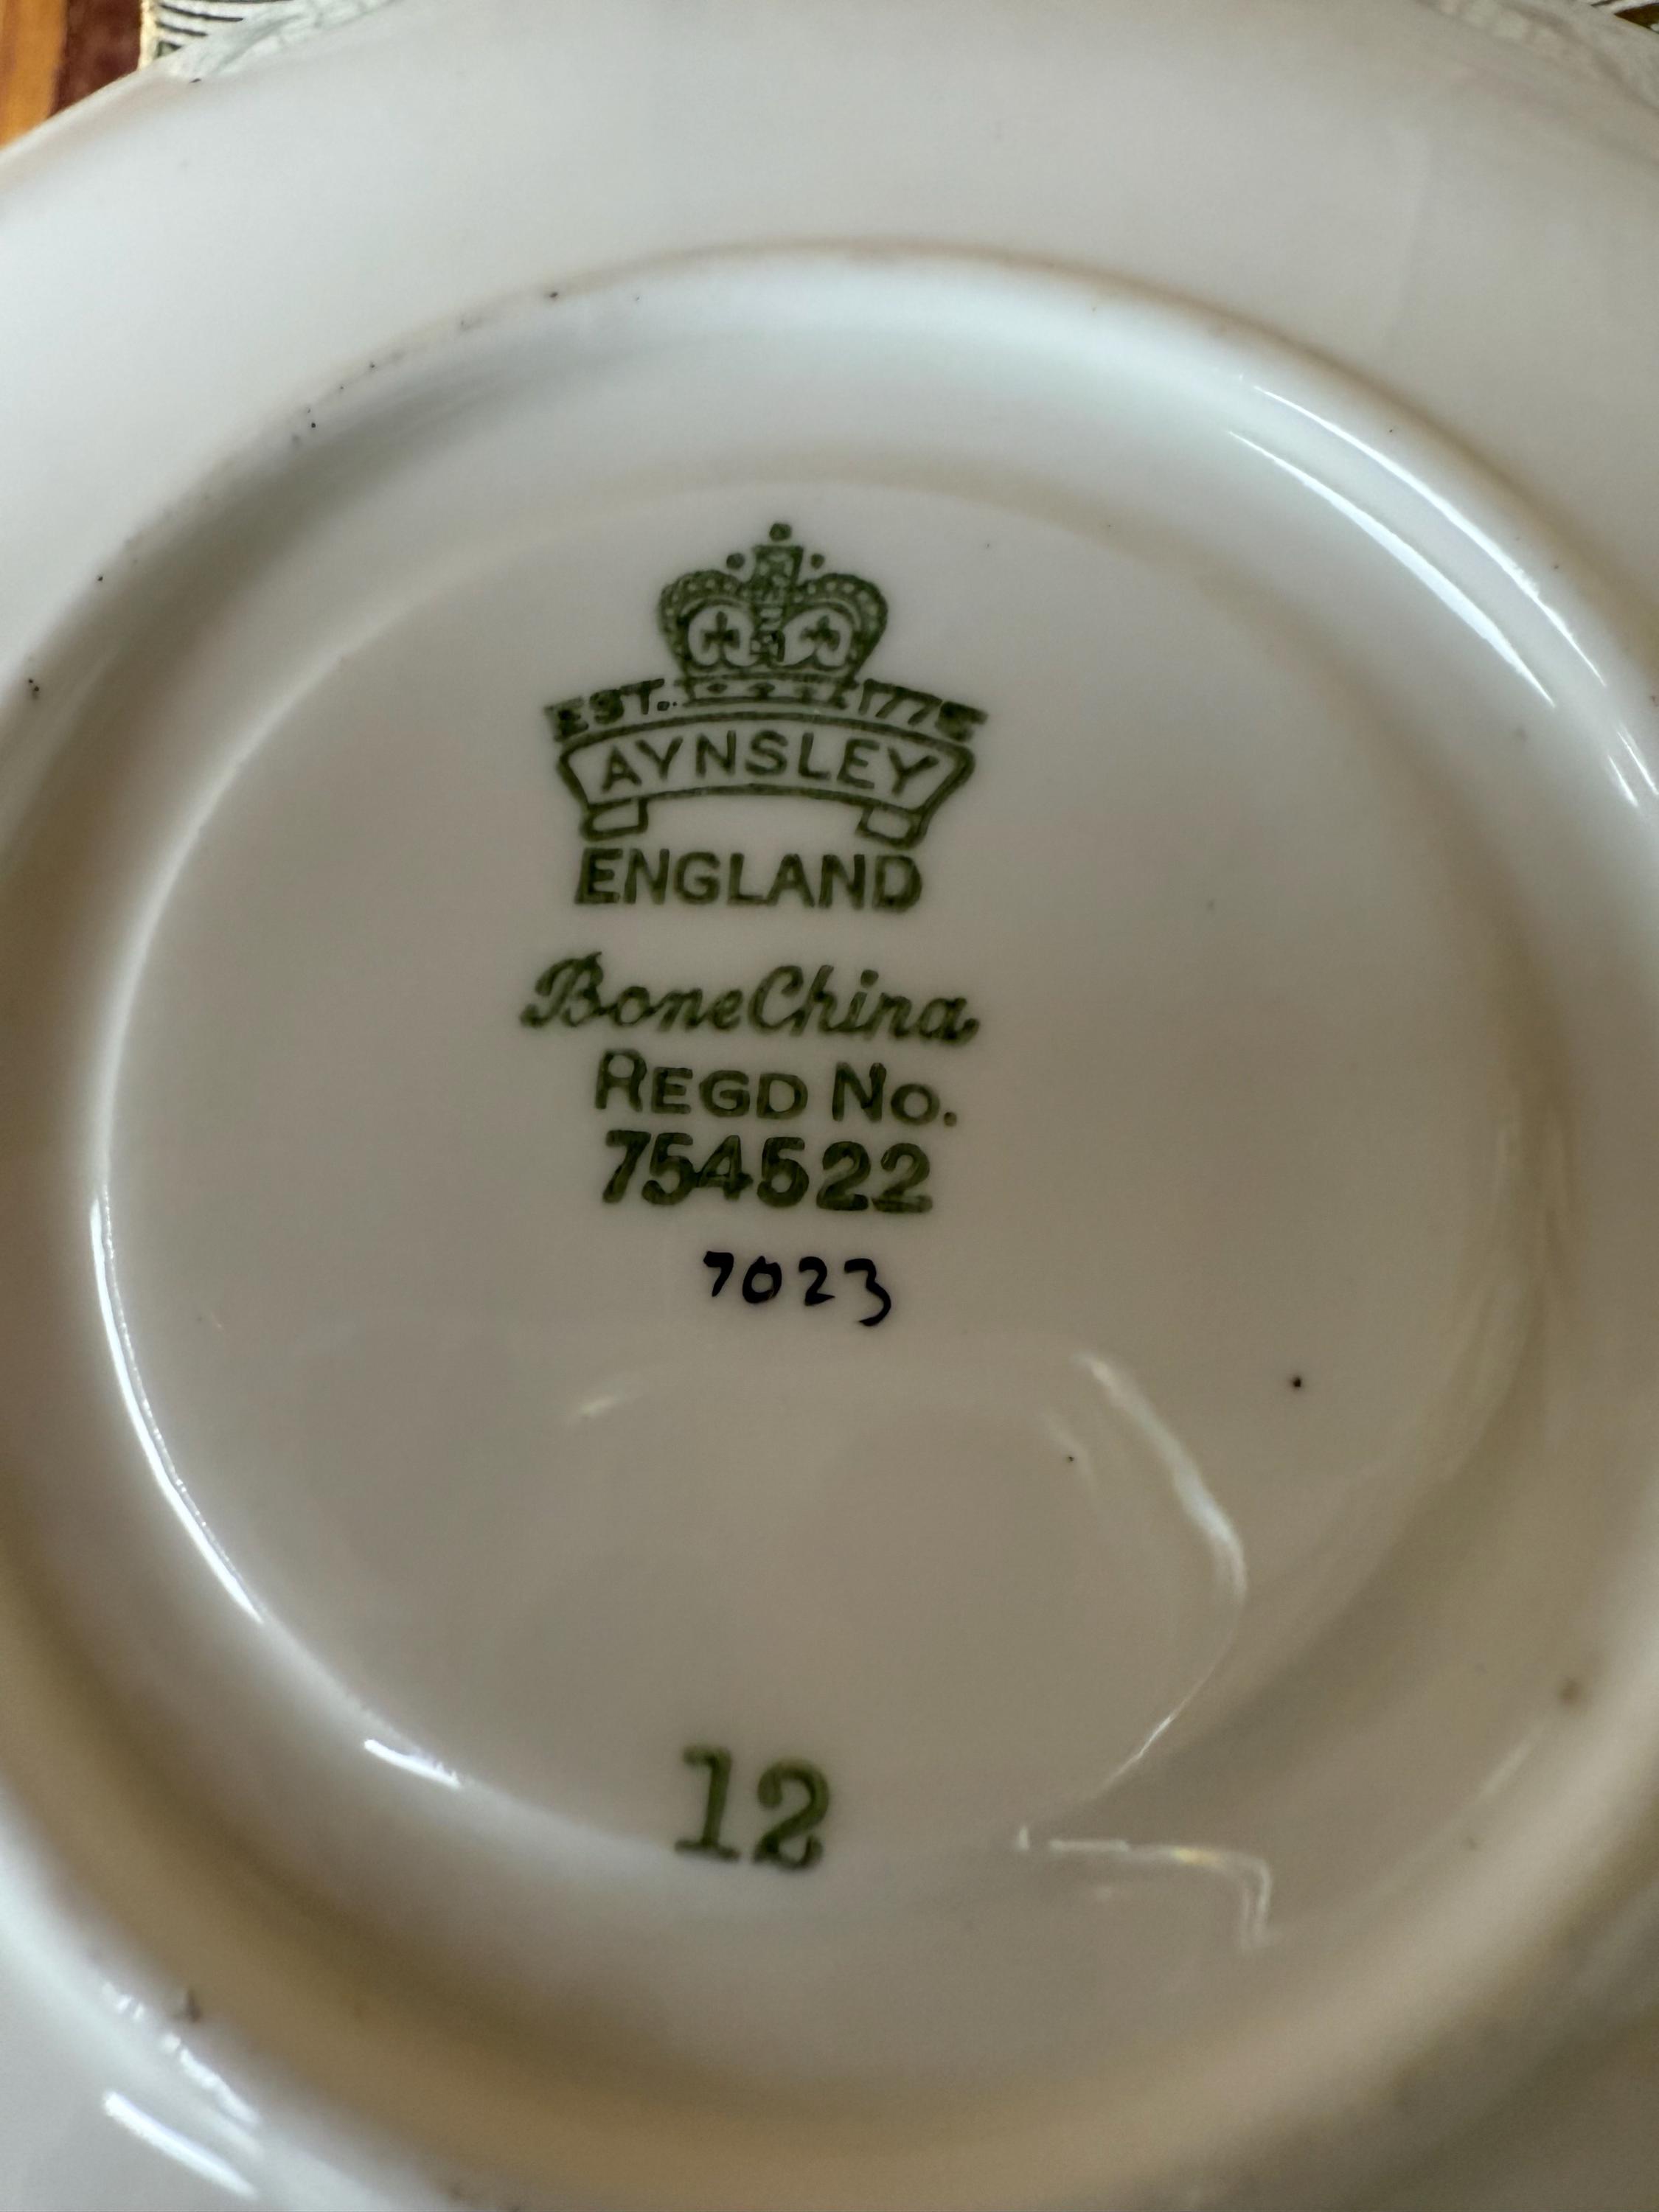 EST. 1775
AYNSLEY
ENGLAND
Bone China
REGD NO.
754522
7023
12